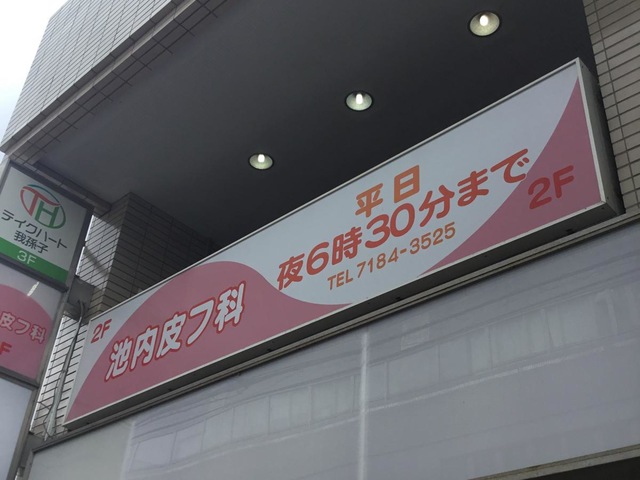 TH
テイクハート
我孫子
3F
皮フ科
F
2F
池内皮フ科
平日
夜6時30分まで
TEL 7184-3525
2F